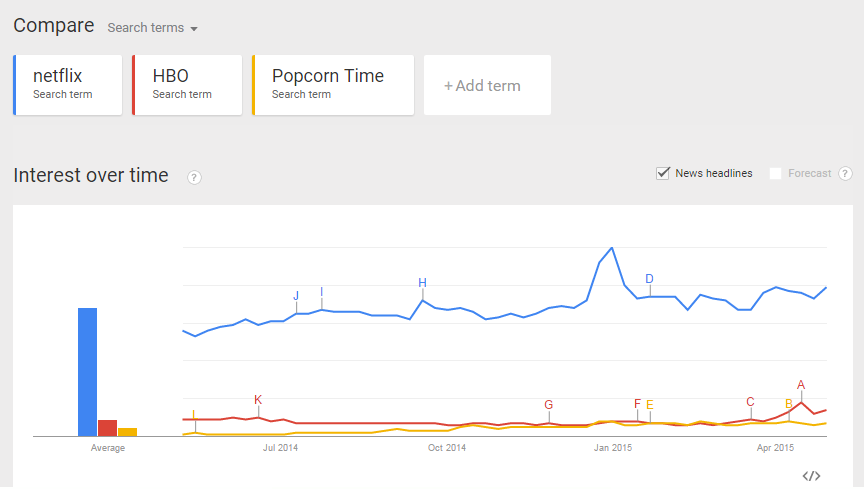 Compare Search terms
netflix
Search term
HBO
Search term
Popcorn Time
Search term
+ Add term
Interest over time ?
News headlines
Forecast ?
J I H D
K L G F E C B A
Average Jul 2014 Oct 2014 Jan 2015 Apr 2015
</>